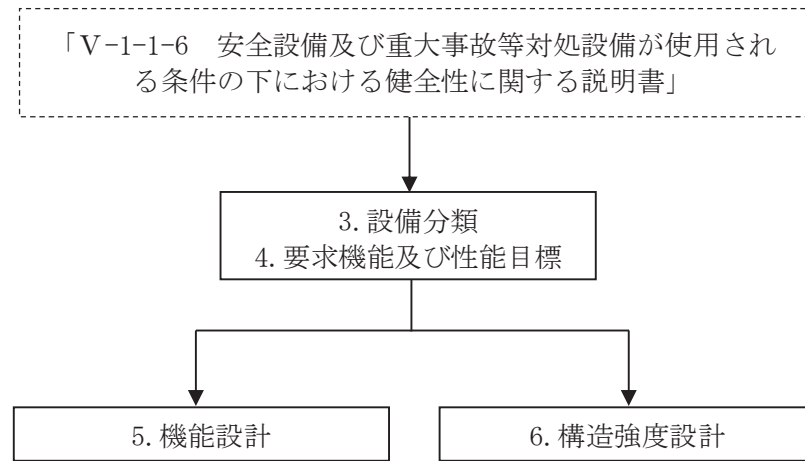 「Ⅴ-1-1-6　安全設備及び重大事故等対処設備が使用され
る条件の下における健全性に関する説明書」
3. 設備分類
4. 要求機能及び性能目標
5. 機能設計
6. 構造強度設計